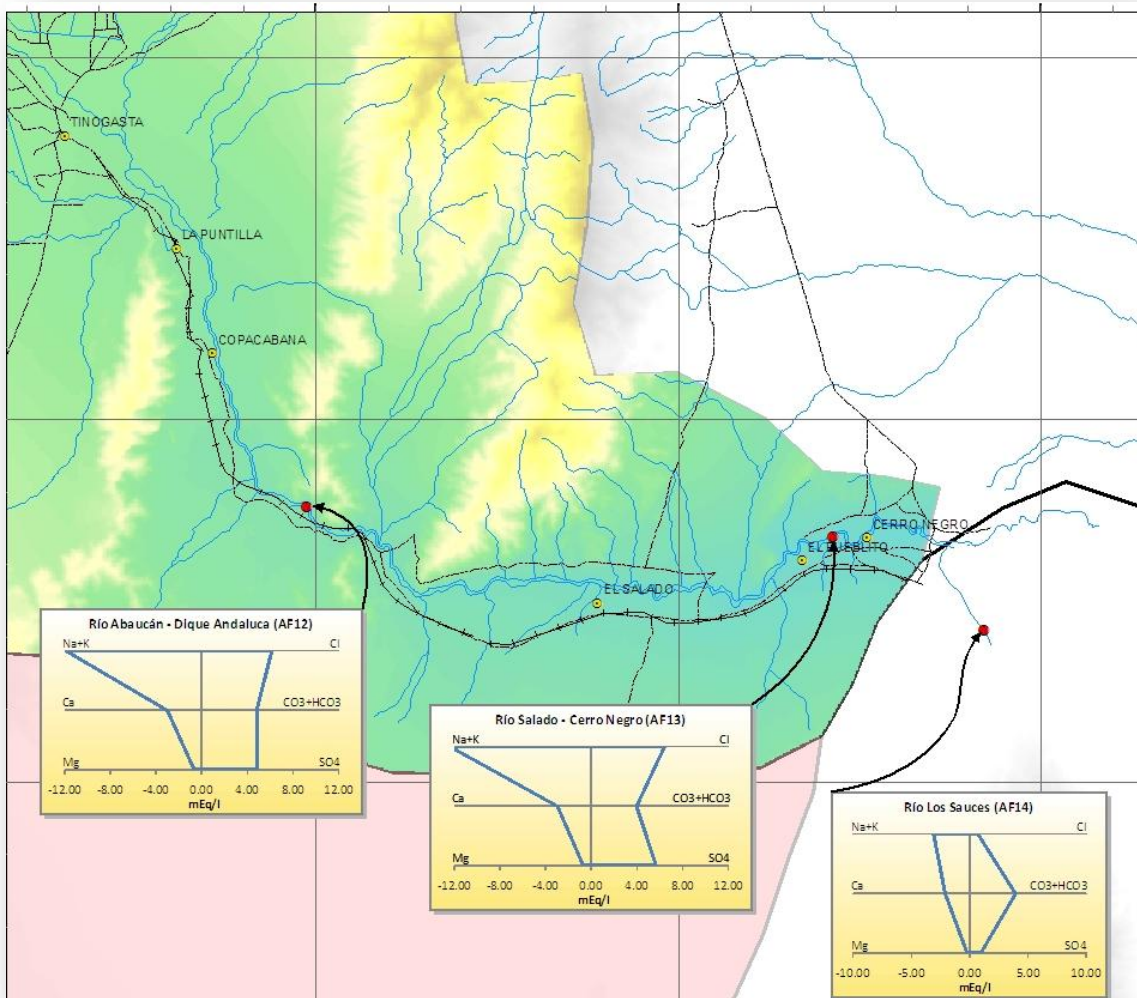 TINOGASTA
LA PUNTILLA
COPACABANA
CERRO NEGRO
EL PUEBLITO
EL SALADO
Río Abaucán - Dique Andaluca (AF12)
Na+K Cl
Ca CO3+HCO3
Mg SO4
-12.00 -8.00 -4.00 0.00 4.00 8.00 12.00
mEq/l
Río Salado - Cerro Negro (AF13)
Na+K Cl
Ca CO3+HCO3
Mg SO4
-12.00 -8.00 -4.00 0.00 4.00 8.00 12.00
mEq/l
Río Los Sauces (AF14)
Na+K Cl
Ca CO3+HCO3
Mg SO4
-10.00 -5.00 0.00 5.00 10.00
mEq/l